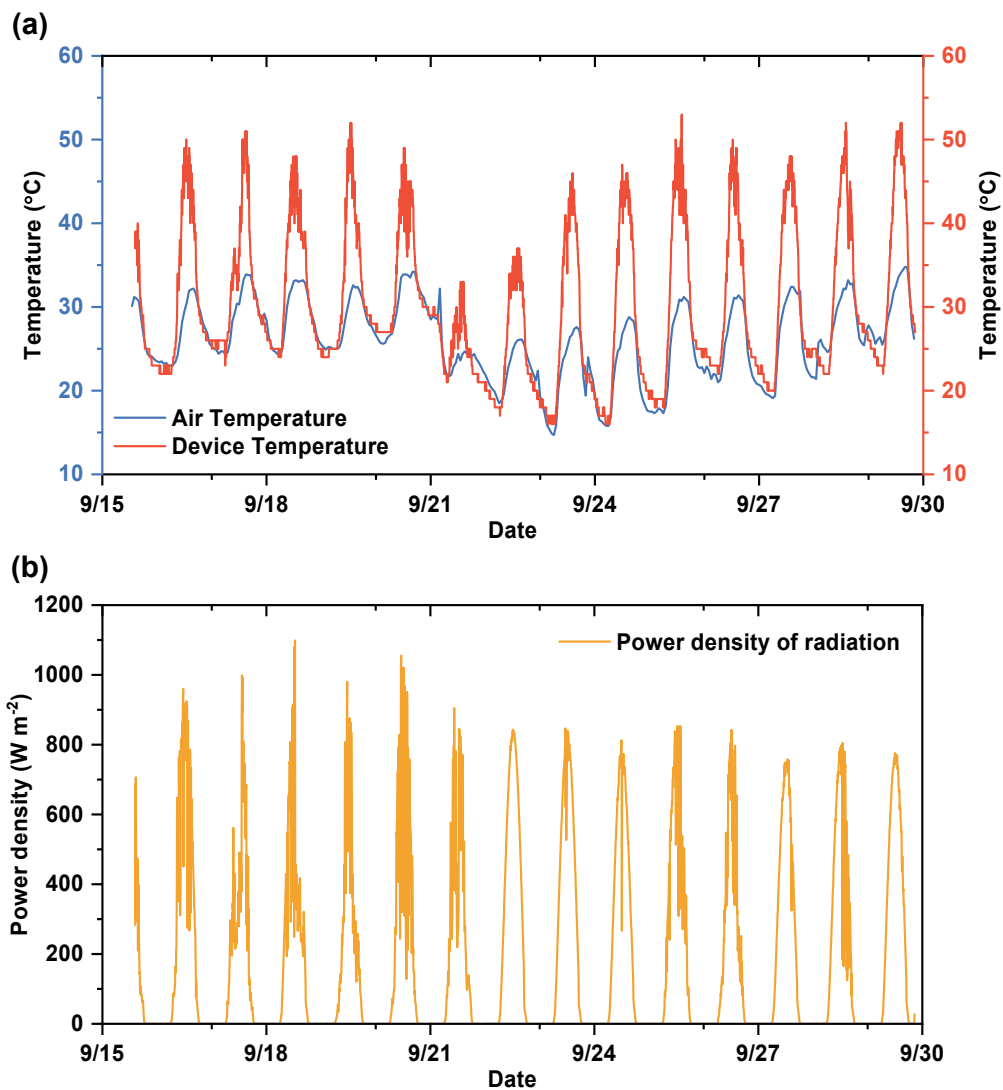 (a)
60
50
40
30
20
10
Temperature (°C)
60
50
40
30
20
10
Temperature (°C)
Air Temperature
Device Temperature
9/15 9/18 9/21 9/24 9/27 9/30
Date
(b)
1200
1000
800
600
400
200
0
Power density (W m⁻²)
Power density of radiation
9/15 9/18 9/21 9/24 9/27 9/30
Date